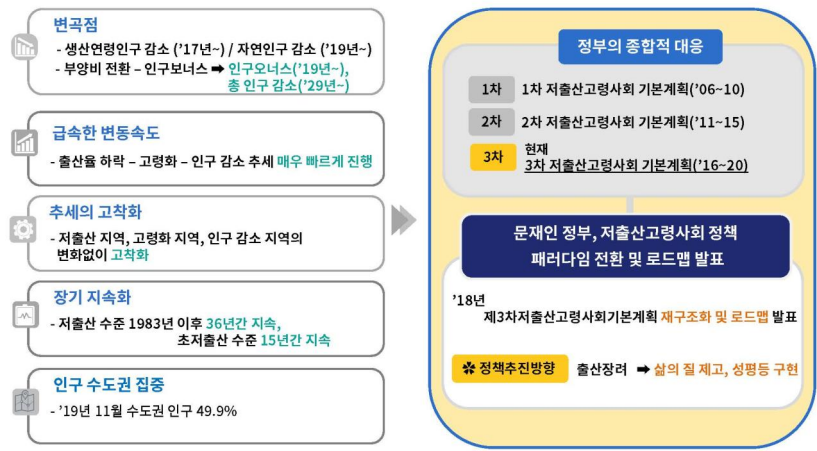 변곡점
- 생산연령인구 감소 (’17년~) / 자연인구 감소 (’19년~)
- 부양비 전환 – 인구보너스 ➡ 인구오너스(’19년~),
총 인구 감소(’29년~)
급속한 변동속도
- 출산율 하락 – 고령화 – 인구 감소 추세 매우 빠르게 진행
추세의 고착화
- 저출산 지역, 고령화 지역, 인구 감소 지역의
변화없이 고착화
장기 지속화
- 저출산 수준 1983년 이후 36년간 지속,
초저출산 수준 15년간 지속
인구 수도권 집중
- ’19년 11월 수도권 인구 49.9%
정부의 종합적 대응
1차 1차 저출산고령사회 기본계획(’06~10)
2차 2차 저출산고령사회 기본계획(’11~15)
3차 현재
3차 저출산고령사회 기본계획(’16~20)
문재인 정부, 저출산고령사회 정책
패러다임 전환 및 로드맵 발표
’18년
제3차저출산고령사회기본계획 재구조화 및 로드맵 발표
✽ 정책추진방향 출산장려 ➡ 삶의 질 제고, 성평등 구현